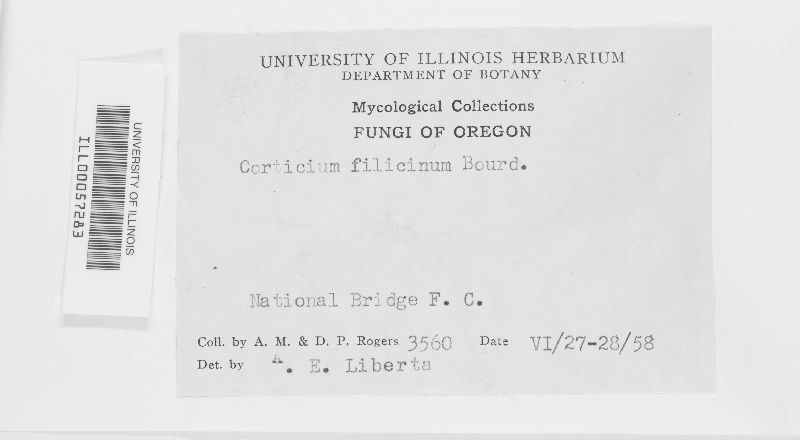 UNIVERSITY OF ILLINOIS HERBARIUM
DEPARTMENT OF BOTANY
Mycological Collections
FUNGI OF OREGON
Corticium filicinum Bourd.
National Bridge F. C.
Coll. by A. M. & D. P. Rogers 3560 Date VI/27-28/58
Det. by A. E. Liberta
UNIVERSITY OF ILLINOIS
ILL00057283